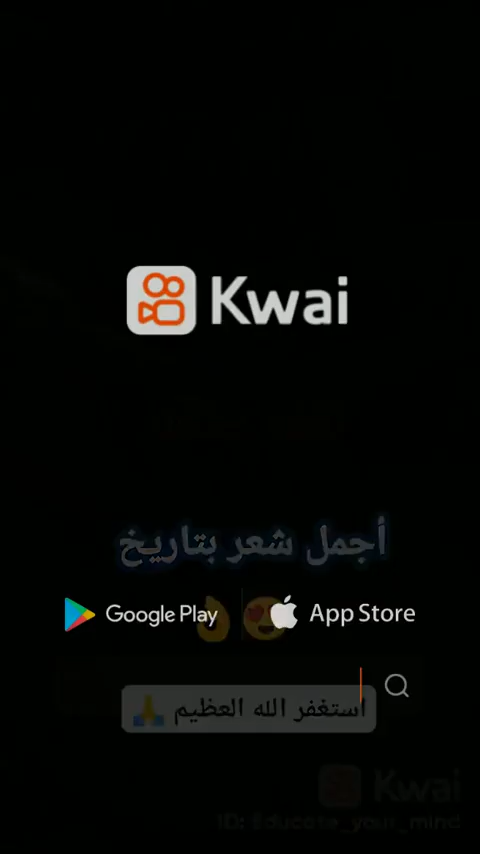 Kwai
أجمل شعر بتاريخ
Google Play
App Store
استغفر الله العظيم
Kwai